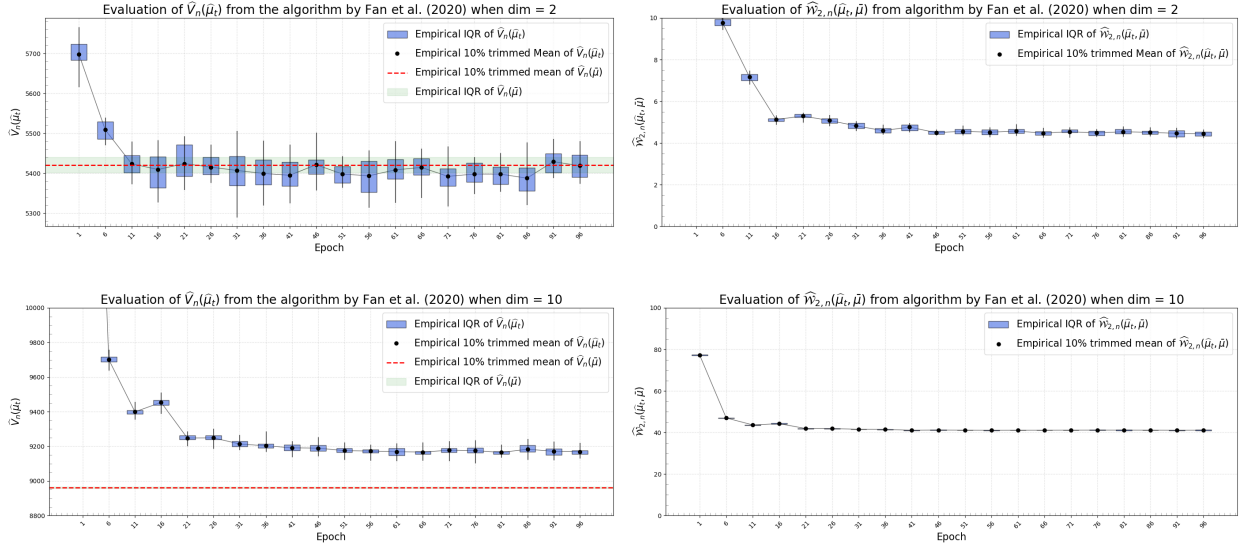 Evaluation of V̂ₙ(μ̂ₜ) from the algorithm by Fan et al. (2020) when dim = 2
V̂ₙ(μ̂ₜ)
5700
5600
5500
5400
5300
Empirical IQR of V̂ₙ(μ̂ₜ)
Empirical 10% trimmed Mean of V̂ₙ(μ̂ₜ)
Empirical 10% trimmed mean of V̂ₙ(μ̄)
Empirical IQR of V̂ₙ(μ̄)
1 6 11 16 21 26 31 36 41 46 51 56 61 66 71 76 81 86 91 96
Epoch
Evaluation of Ŵ₂,ₙ(μ̂ₜ, μ̄) from algorithm by Fan et al. (2020) when dim = 2
Ŵ₂,ₙ(μ̂ₜ, μ̄)
10
8
6
4
2
0
Empirical IQR of Ŵ₂,ₙ(μ̂ₜ, μ̄)
Empirical 10% trimmed Mean of Ŵ₂,ₙ(μ̂ₜ, μ̄)
1 6 11 16 21 26 31 36 41 46 51 56 61 66 71 76 81 86 91 96
Epoch
Evaluation of V̂ₙ(μ̂ₜ) from the algorithm by Fan et al. (2020) when dim = 10
V̂ₙ(μ̂ₜ)
10000
9800
9600
9400
9200
9000
8800
Empirical IQR of V̂ₙ(μ̂ₜ)
Empirical 10% trimmed mean of V̂ₙ(μ̂ₜ)
Empirical 10% trimmed mean of V̂ₙ(μ̄)
Empirical IQR of V̂ₙ(μ̄)
1 6 11 16 21 26 31 36 41 46 51 56 61 66 71 76 81 86 91 96
Epoch
Evaluation of Ŵ₂,ₙ(μ̂ₜ, μ̄) from algorithm by Fan et al. (2020) when dim = 10
Ŵ₂,ₙ(μ̂ₜ, μ̄)
100
80
60
40
20
0
Empirical IQR of Ŵ₂,ₙ(μ̂ₜ, μ̄)
Empirical 10% trimmed mean of Ŵ₂,ₙ(μ̂ₜ, μ̄)
1 6 11 16 21 26 31 36 41 46 51 56 61 66 71 76 81 86 91 96
Epoch